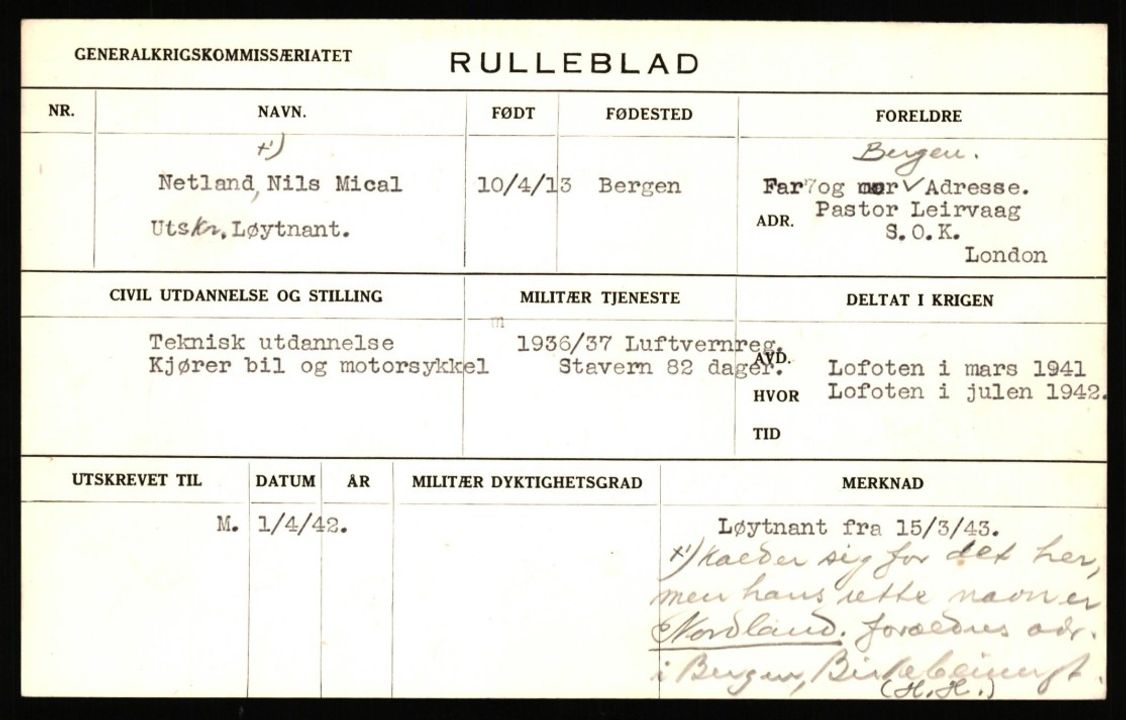 GENERALKRIGSKOMMISSÆRIATET
RULLEBLAD
NR.
NAVN.
FØDT
FØDESTED
FORELDRE
x)
Netland, Nils Mical
Utskr. Løytnant.
10/4/13
Bergen
Bergen.
Far og mor Adresse.
ADR.
Pastor Leirvaag
S.O.K.
London
CIVIL UTDANNELSE OG STILLING
MILITÆR TJENESTE
DELTAT I KRIGEN
Teknisk utdannelse
Kjører bil og motorsykkel
m
1936/37 Luftvernreg.
Stavern 82 dager.
AVD.
Lofoten i mars 1941
HVOR
Lofoten i julen 1942.
TID
UTSKREVET TIL
DATUM
ÅR
MILITÆR DYKTIGHETSGRAD
MERKNAD
M.
1/4/42.
Løytnant fra 15/3/43.
x) Kalder sig for det her,
men hans rette navn er
Nordland. forældres adr.
i Bergen, Birkebeinergt.
(H.H.)